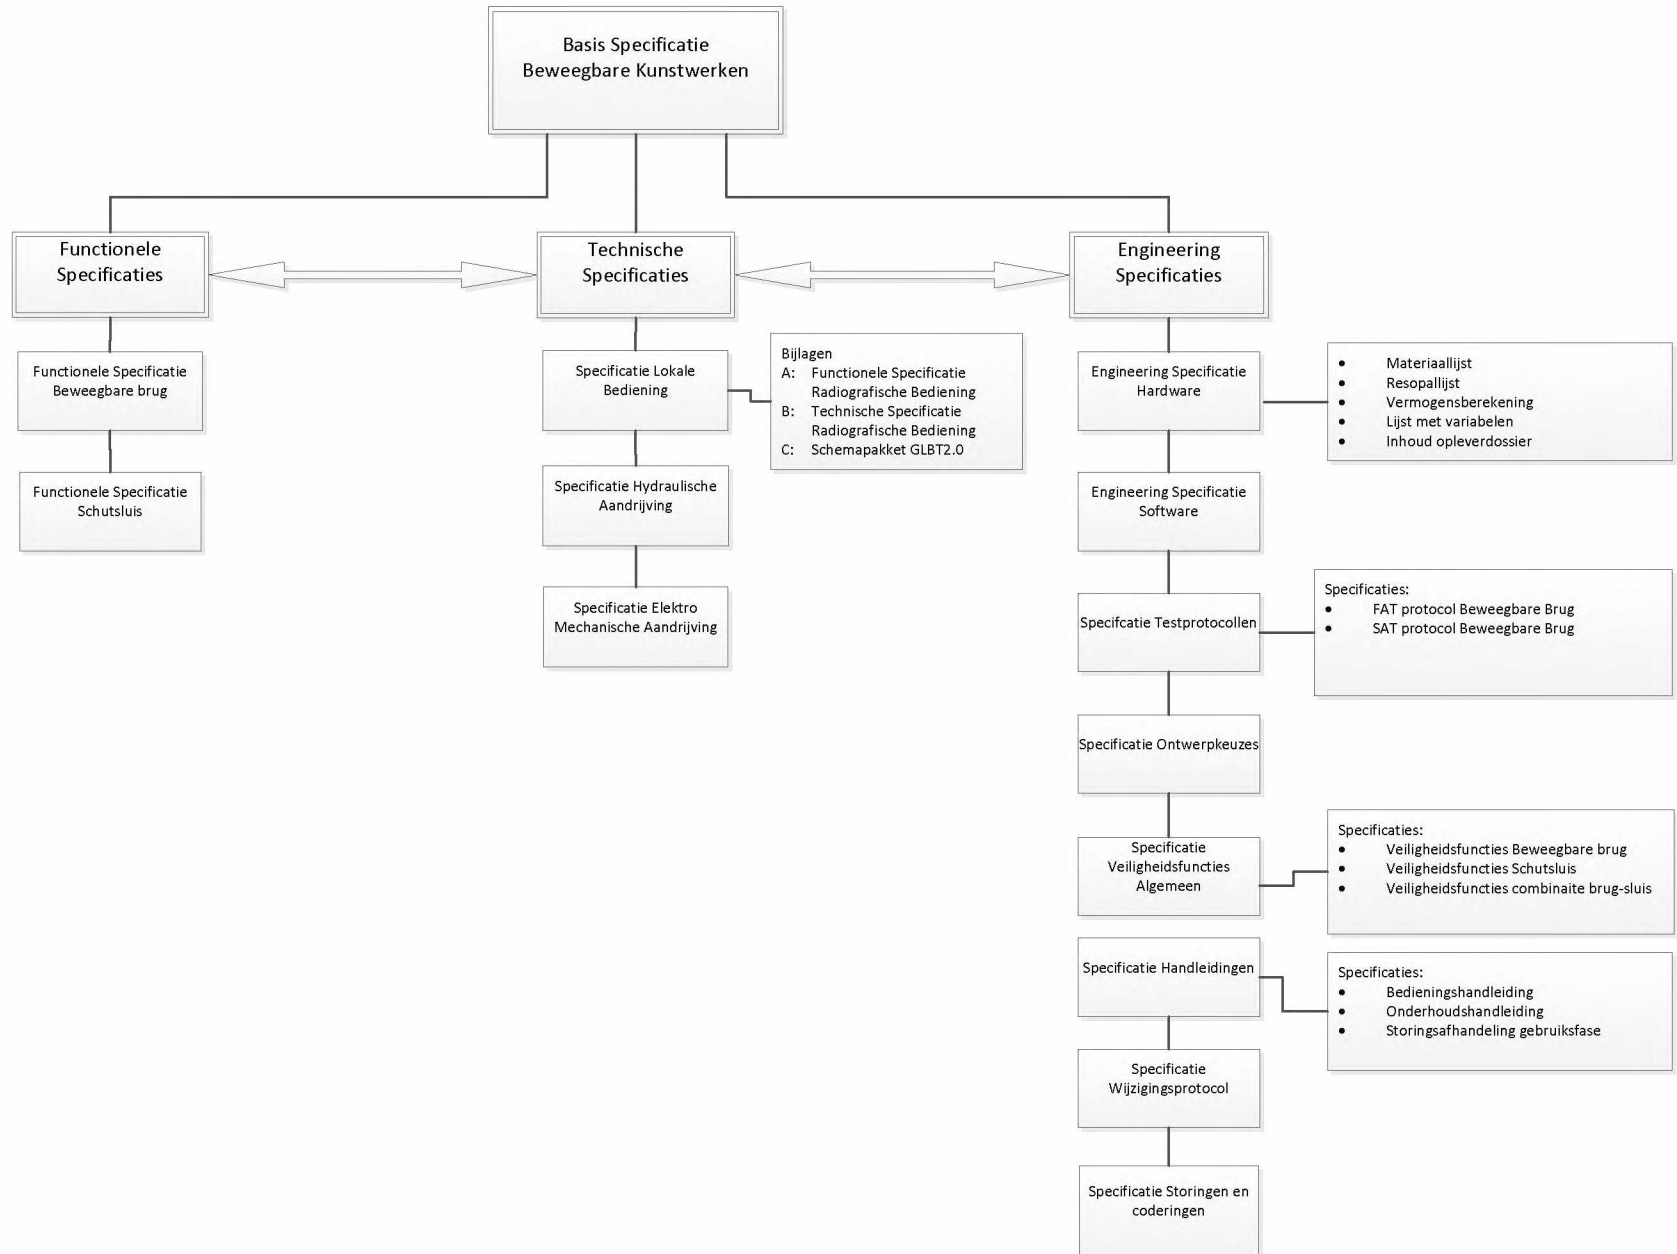 Basis Specificatie
Beweegbare Kunstwerken
Functionele
Specificaties
Technische
Specificaties
Engineering
Specificaties
Functionele Specificatie
Beweegbare brug
Functionele Specificatie
Schutsluis
Specificatie Lokale
Bediening
Bijlagen
A: Functionele Specificatie
Radiografische Bediening
B: Technische Specificatie
Radiografische Bediening
C: Schemapakket GLBT2.0
Specificatie Hydraulische
Aandrijving
Specificatie Elektro
Mechanische Aandrijving
Engineering Specificatie
Hardware
• Materiaallijst
• Resopallijst
• Vermogensberekening
• Lijst met variabelen
• Inhoud opleverdossier
Engineering Specificatie
Software
Specifcatie Testprotocollen
Specificaties:
• FAT protocol Beweegbare Brug
• SAT protocol Beweegbare Brug
Specificatie Ontwerpkeuzes
Specificatie
Veiligheidsfuncties
Algemeen
Specificaties:
• Veiligheidsfuncties Beweegbare brug
• Veiligheidsfuncties Schutsluis
• Veiligheidsfuncties combinaite brug-sluis
Specificatie Handleidingen
Specificaties:
• Bedieningshandleiding
• Onderhoudshandleiding
• Storingsafhandeling gebruiksfase
Specificatie
Wijzigingsprotocol
Specificatie Storingen en
coderingen